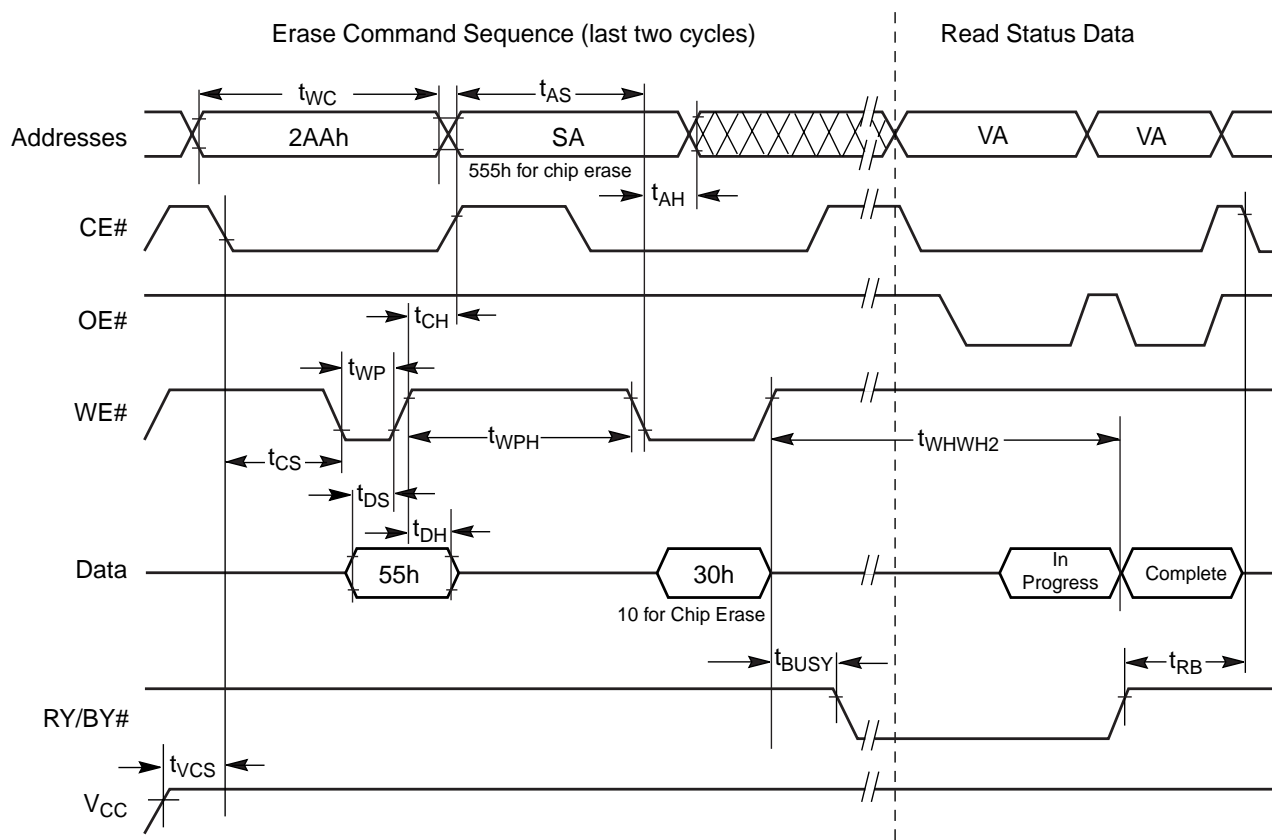 Erase Command Sequence (last two cycles)
Read Status Data
tWC
tAS
Addresses
2AAh
SA
VA
VA
555h for chip erase
tAH
CE#
OE#
tCH
tWP
WE#
tWPH
tWHWH2
tCS
tDS
tDH
Data
55h
30h
In
Progress
Complete
10 for Chip Erase
tBUSY
tRB
RY/BY#
tVCS
VCC